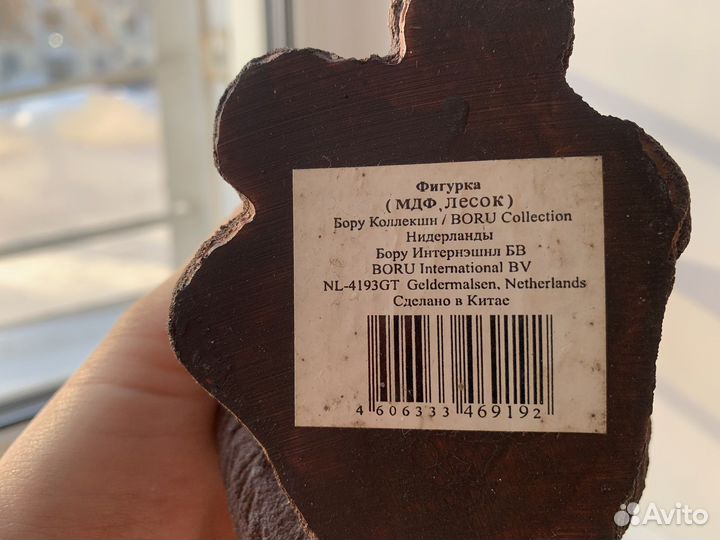 Фигурка
(МДФ, Лесок)
Бору Коллекшн / BORU Collection
Нидерланды
Бору Интернэшнл БВ
BORU International BV
NL-4193GT Geldermalsen, Netherlands
Сделано в Китае
4 606333 469192
Avito